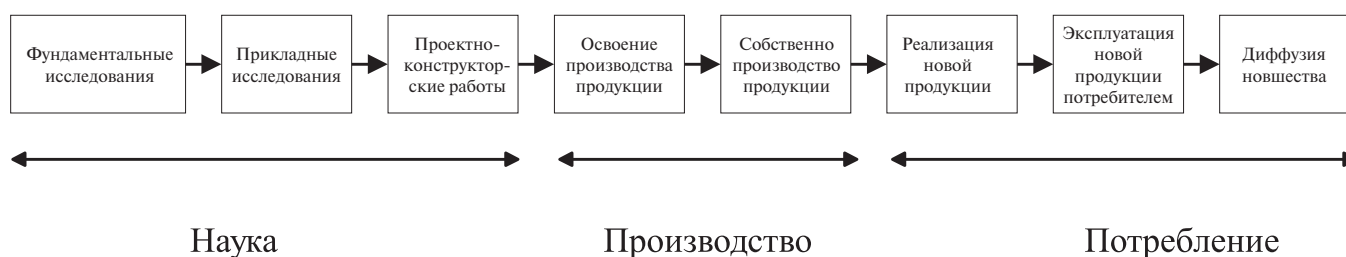 Фундаментальные
исследования
Прикладные
исследования
Проектно-
конструктор-
ские работы
Освоение
производства
продукции
Собственно
производство
продукции
Реализация
новой
продукции
Эксплуатация
новой
продукции
потребителем
Диффузия
новшества
Наука
Производство
Потребление